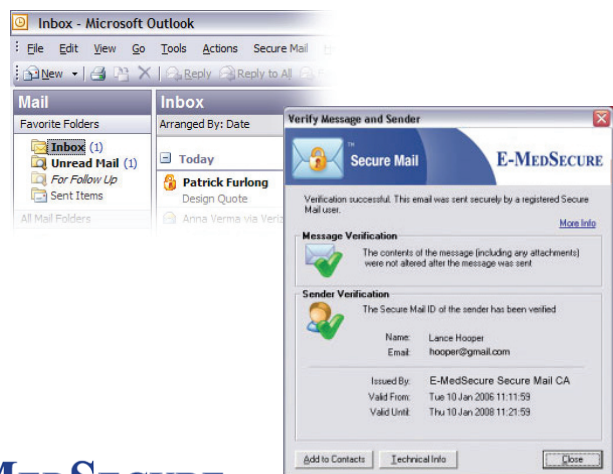 Inbox - Microsoft Outlook
File Edit View Go Tools Actions Secure Mail
New Reply Reply to All
Mail
Favorite Folders
Inbox (1)
Unread Mail (1)
For Follow Up
Sent Items
All Mail Folders
Inbox
Arranged By: Date
Today
Patrick Furlong
Design Quote
Anna Verma via
Verify Message and Sender
Secure Mail ™
E-MEDSECURE
Verification successful. This email was sent securely by a registered Secure
Mail user.
More Info
Message Verification
The contents of the message (including any attachments)
were not altered after the message was sent
Sender Verification
The Secure Mail ID of the sender has been verified
Name: Lance Hooper
Email: hooper@gmail.com
Issued By: E-MedSecure Secure Mail CA
Valid From: Tue 10 Jan 2006 11:11:59
Valid Until: Thu 10 Jan 2008 11:21:59
Add to Contacts Technical Info Close